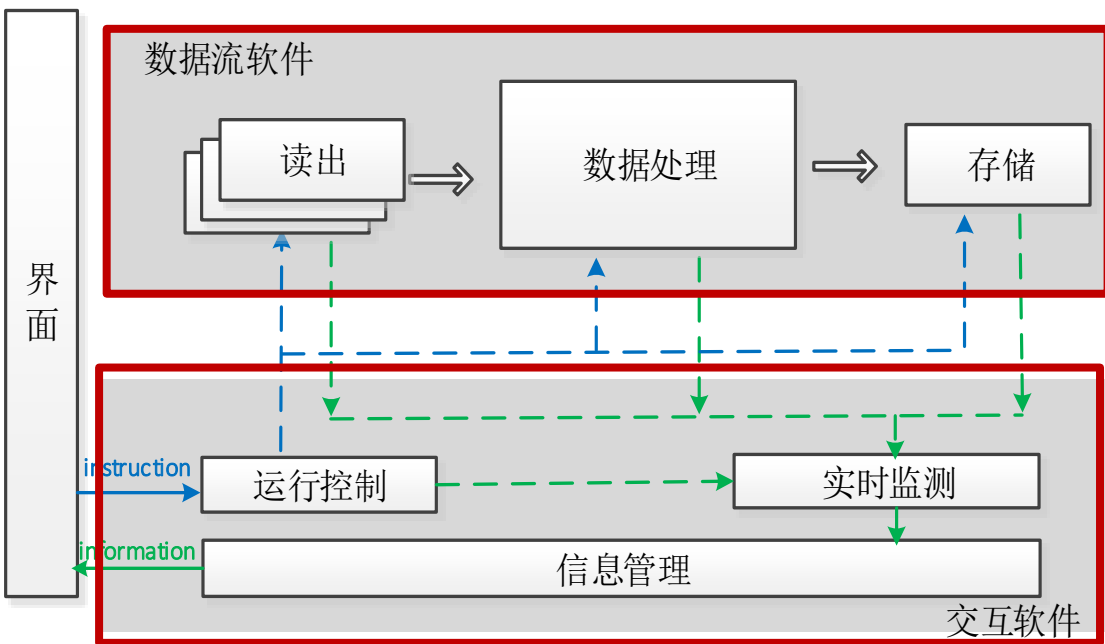 数据流软件
读出
数据处理
存储
界
面
instruction
运行控制
实时监测
information
信息管理
交互软件